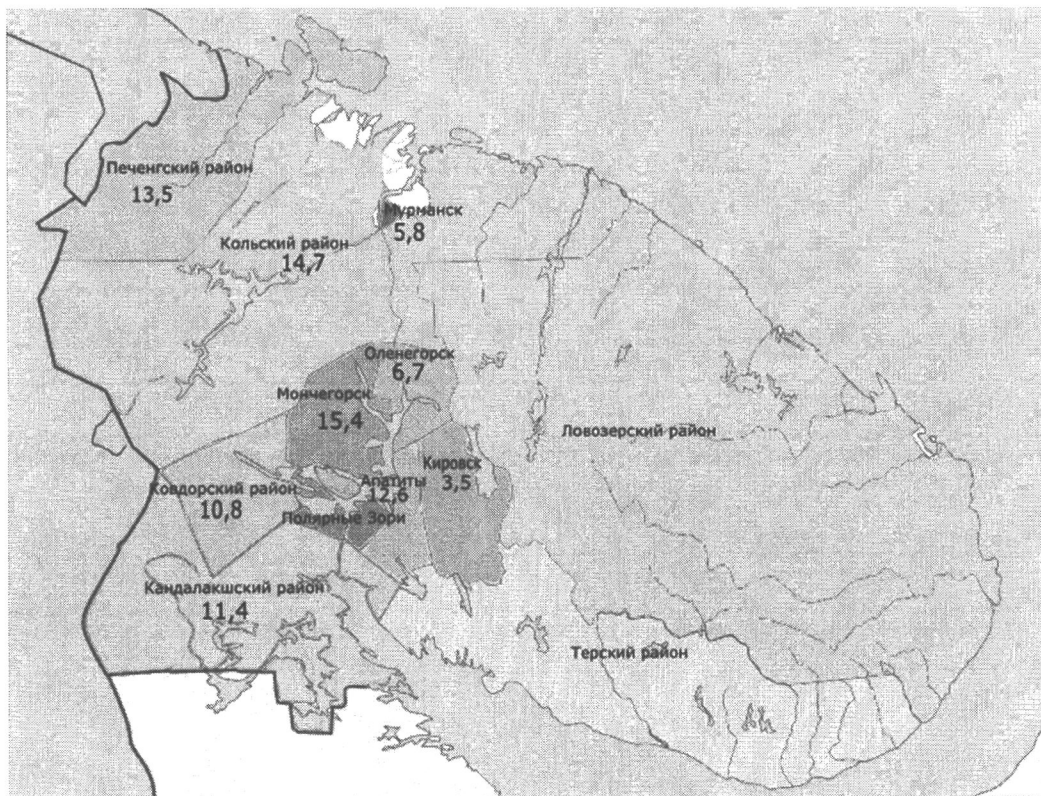 Печенгский район
13,5
Мурманск
5,8
Кольский район
14,7
Оленегорск
6,7
Мончегорск
15,4
Ловозерский район
Кировск
3,5
Апатиты
12,6
Ковдорский район
10,8
Полярные Зори
Кандалакшский район
11,4
Терский район